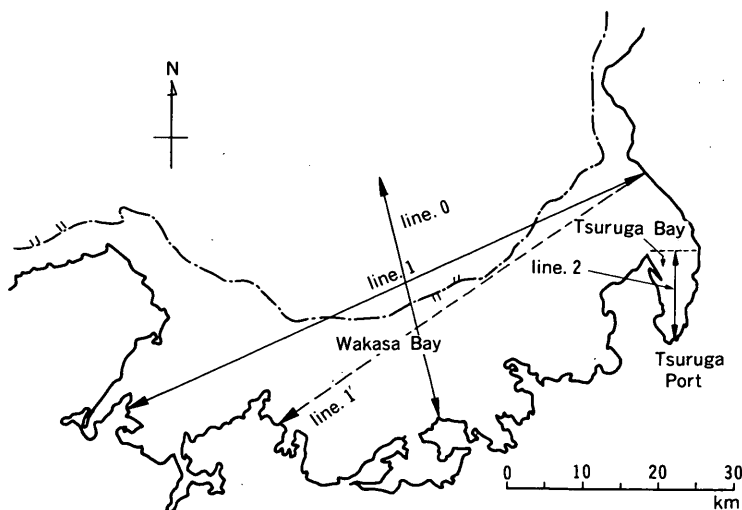 N
line. 0
Tsuruga Bay
line. 1
line. 2
Wakasa Bay
Tsuruga
Port
line. 1'
0 10 20 30
km